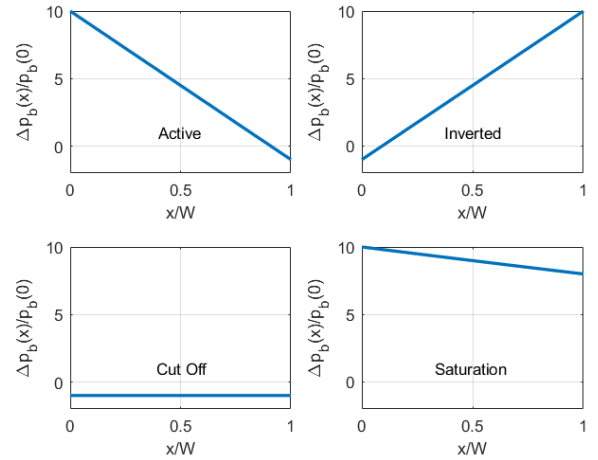 Δp_b(x)/p_b(0)
10
5
0
Active
0
0.5
1
x/W
Δp_b(x)/p_b(0)
10
5
0
Inverted
0
0.5
1
x/W
Δp_b(x)/p_b(0)
10
5
0
Cut Off
0
0.5
1
x/W
Δp_b(x)/p_b(0)
10
5
0
Saturation
0
0.5
1
x/W